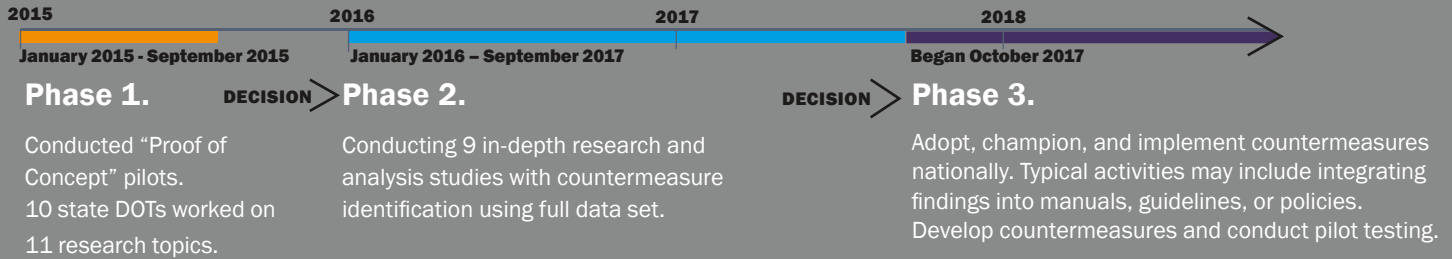 2015
2016
2017
2018
January 2015 - September 2015
January 2016 – September 2017
Began October 2017
Phase 1.
DECISION
Phase 2.
DECISION
Phase 3.
Conducted “Proof of
Concept” pilots.
10 state DOTs worked on
11 research topics.
Conducting 9 in-depth research and
analysis studies with countermeasure
identification using full data set.
Adopt, champion, and implement countermeasures
nationally. Typical activities may include integrating
findings into manuals, guidelines, or policies.
Develop countermeasures and conduct pilot testing.